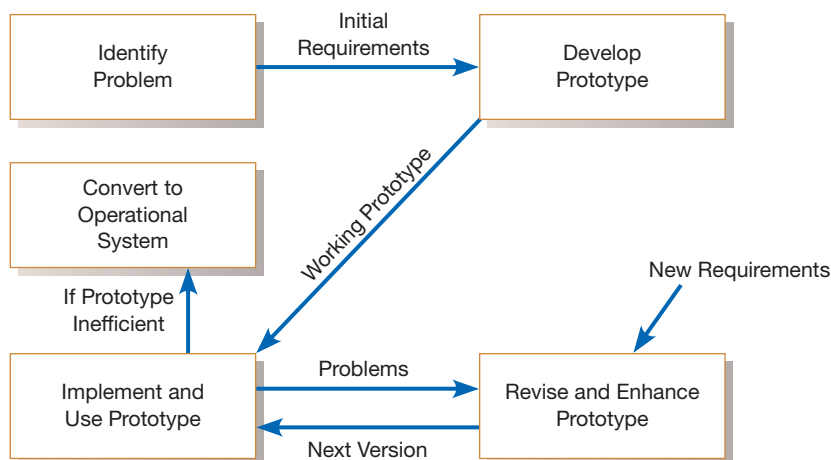 Identify
Problem
Initial
Requirements
Develop
Prototype
Working Prototype
Convert to
Operational
System
If Prototype
Inefficient
New Requirements
Implement and
Use Prototype
Problems
Next Version
Revise and Enhance
Prototype